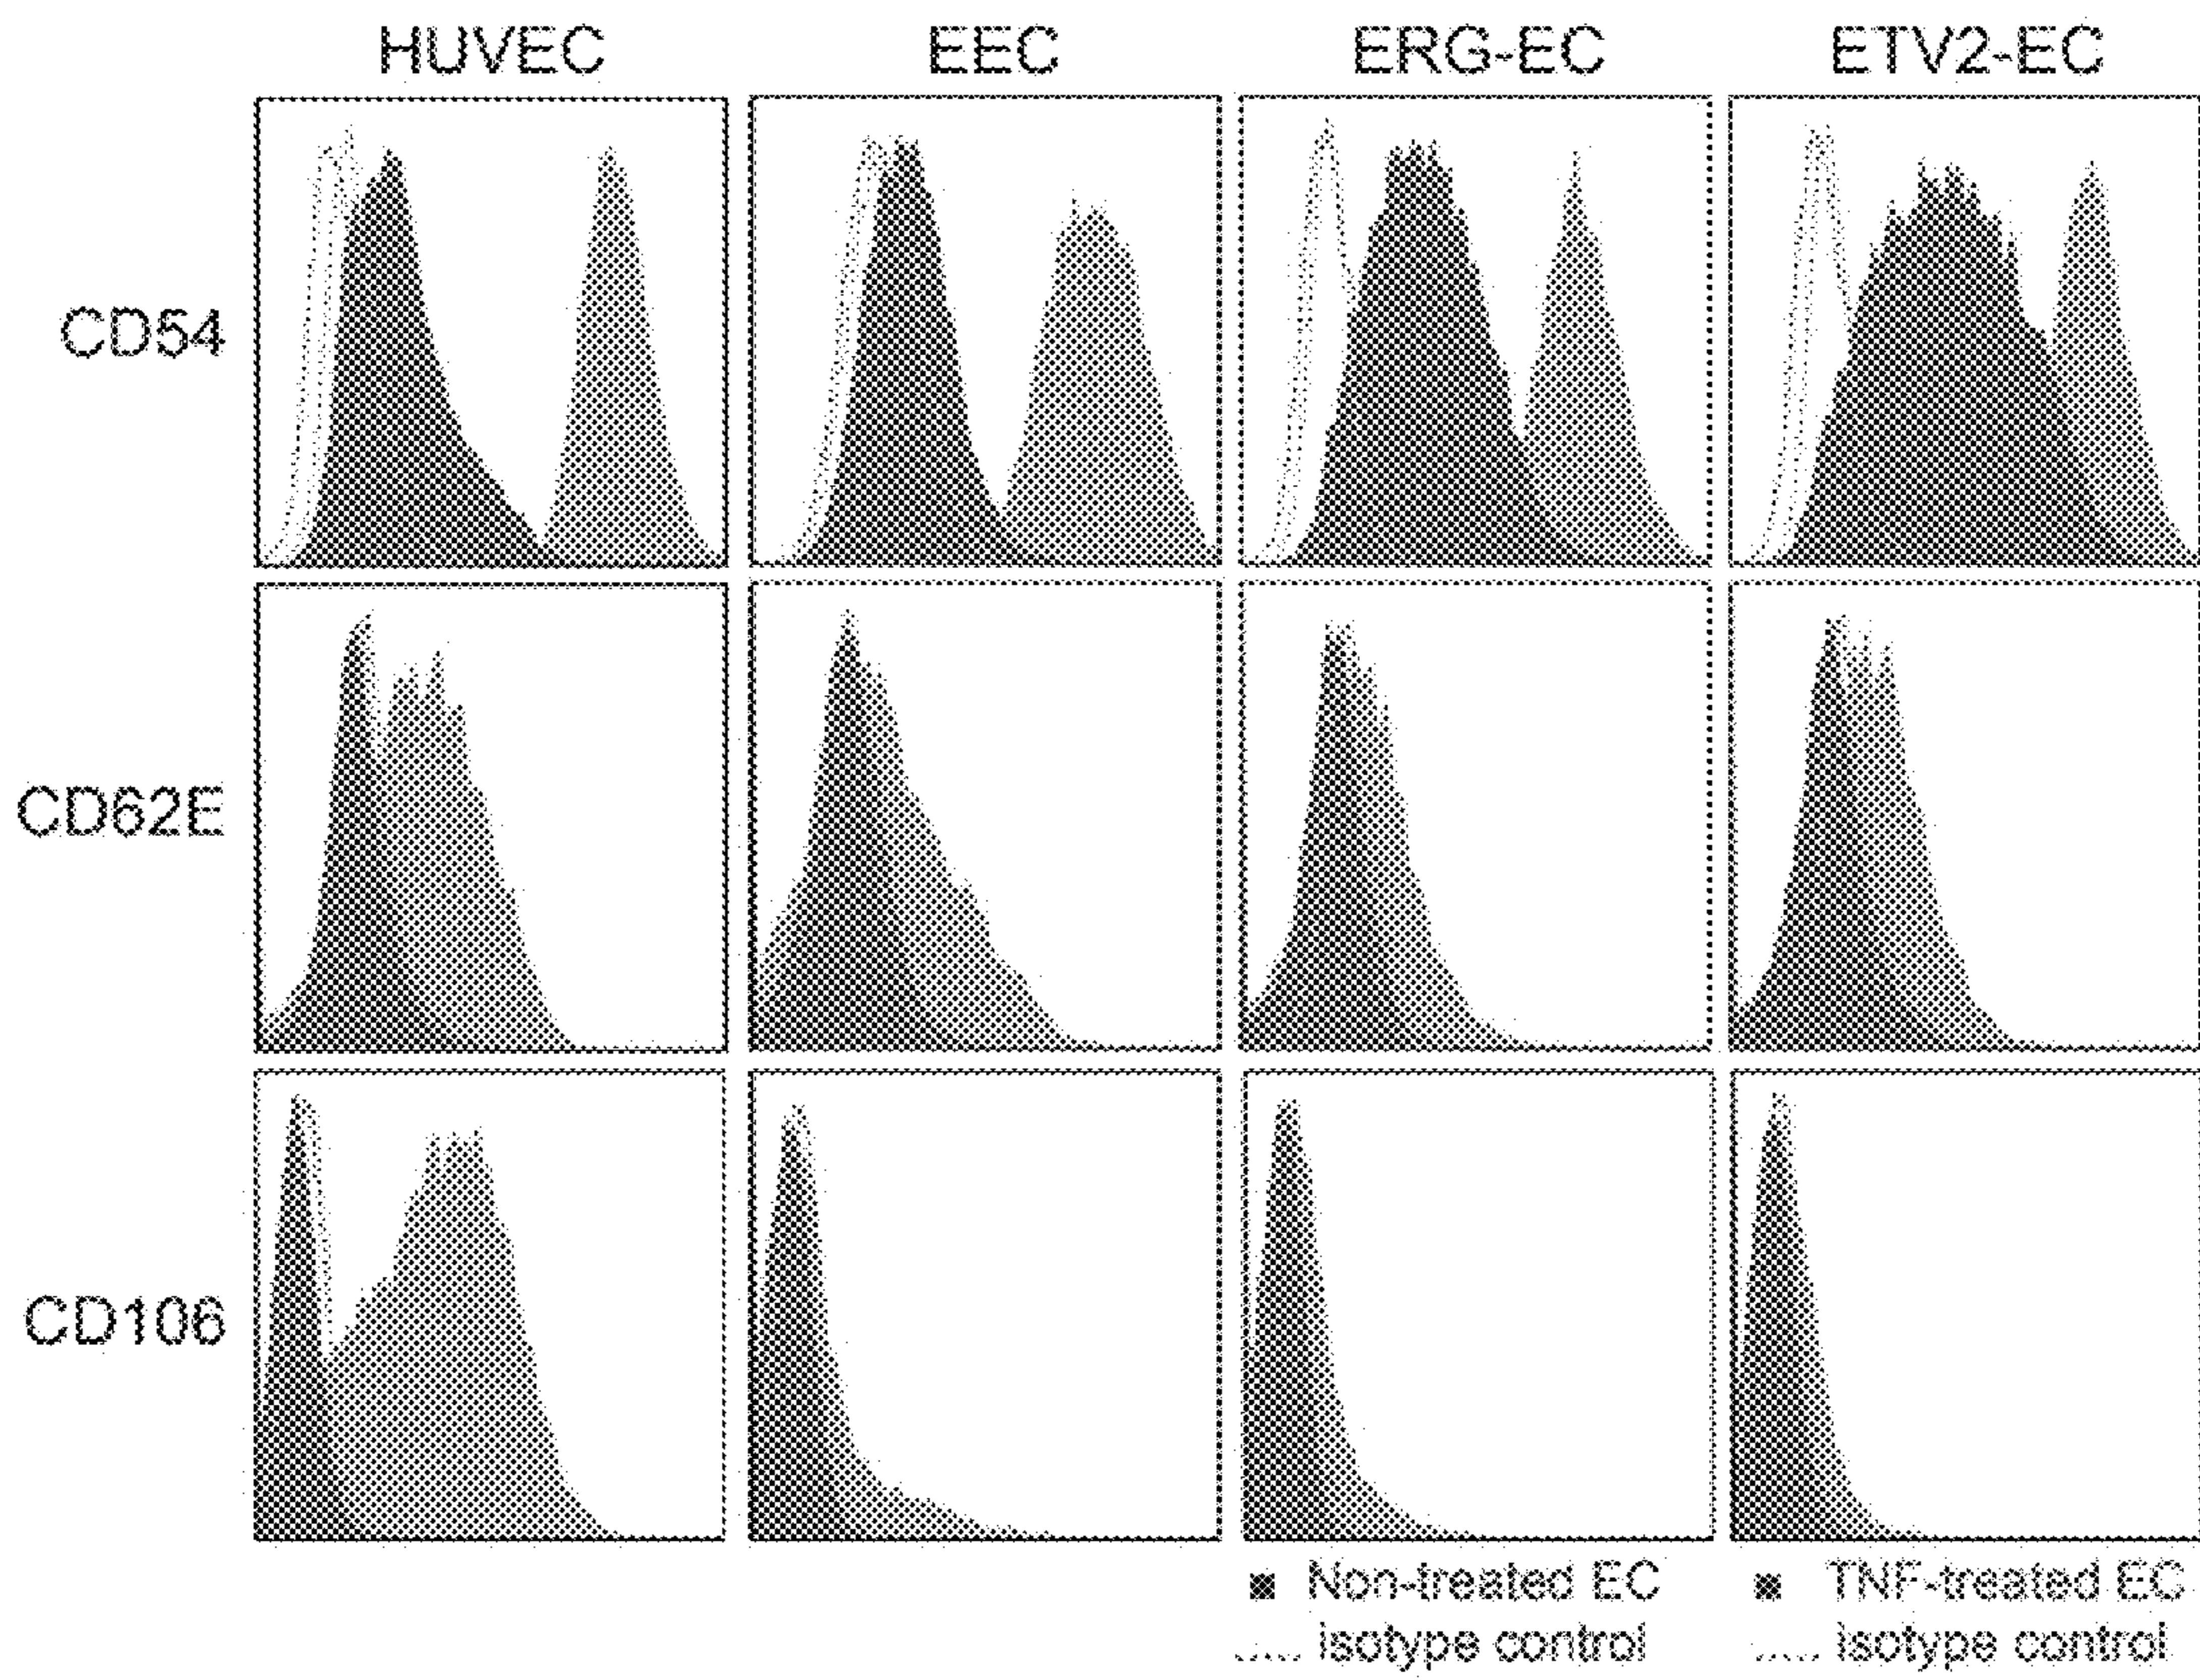 HUVEC EEC ERG-EC ETV2-EC
CD54
CD62E
CD106
Non-treated EC TNF-treated EC
isotype control isotype control